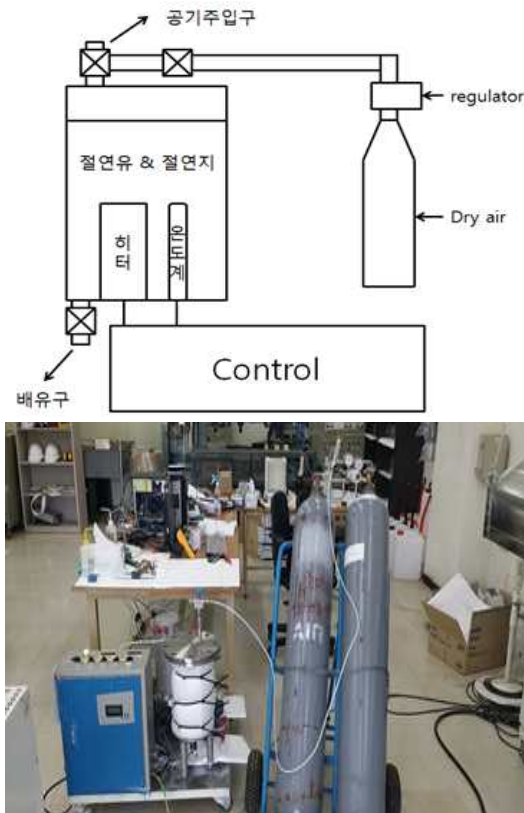 공기주입구
regulator
절연유 & 절연지
히터
온도계
Dry air
Control
배유구
AIR